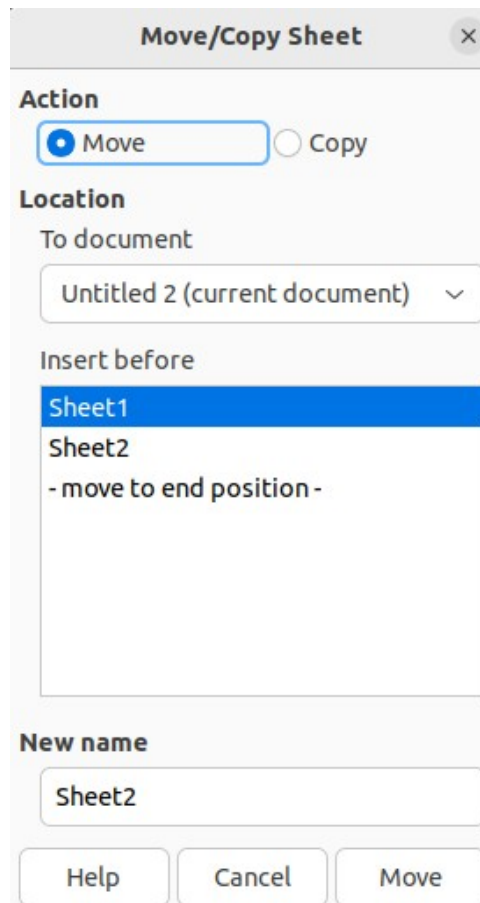 Move/Copy Sheet
Action
Move Copy
Location
To document
Untitled 2 (current document)
Insert before
Sheet1
Sheet2
- move to end position -
New name
Sheet2
Help Cancel Move